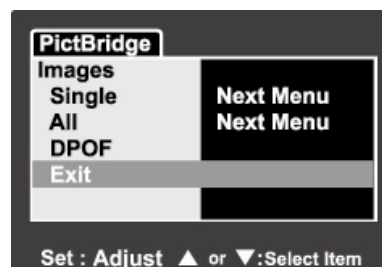 PictBridge
Images
Single Next Menu
All Next Menu
DPOF
Exit
Set : Adjust ▲ or ▼:Select Item